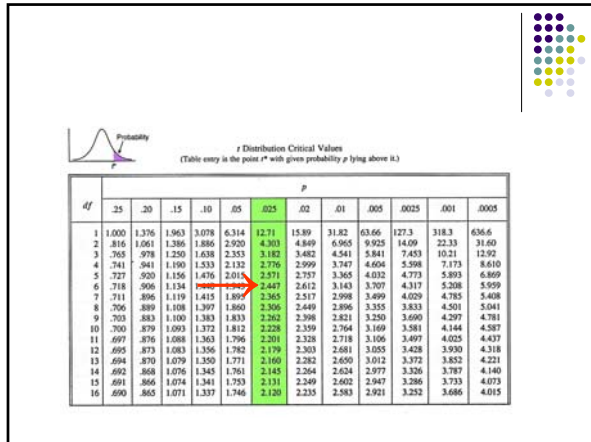 Probability
t*
t Distribution Critical Values
(Table entry is the point t* with given probability p lying above it.)
p
df .25 .20 .15 .10 .05 .025 .02 .01 .005 .0025 .001 .0005
1 1.000 1.376 1.963 3.078 6.314 12.71 15.89 31.82 63.66 127.3 318.3 636.6
2 .816 1.061 1.386 1.886 2.920 4.303 4.849 6.965 9.925 14.09 22.33 31.60
3 .765 .978 1.250 1.638 2.353 3.182 3.482 4.541 5.841 7.453 10.21 12.92
4 .741 .941 1.190 1.533 2.132 2.776 2.999 3.747 4.604 5.598 7.173 8.610
5 .727 .920 1.156 1.476 2.015 2.571 2.757 3.365 4.032 4.773 5.893 6.869
6 .718 .906 1.134 2.447 2.612 3.143 3.707 4.317 5.208 5.959
7 .711 .896 1.119 1.415 1.895 2.365 2.517 2.998 3.499 4.029 4.785 5.408
8 .706 .889 1.108 1.397 1.860 2.306 2.449 2.896 3.355 3.833 4.501 5.041
9 .703 .883 1.100 1.383 1.833 2.262 2.398 2.821 3.250 3.690 4.297 4.781
10 .700 .879 1.093 1.372 1.812 2.228 2.359 2.764 3.169 3.581 4.144 4.587
11 .697 .876 1.088 1.363 1.796 2.201 2.328 2.718 3.106 3.497 4.025 4.437
12 .695 .873 1.083 1.356 1.782 2.179 2.303 2.681 3.055 3.428 3.930 4.318
13 .694 .870 1.079 1.350 1.771 2.160 2.282 2.650 3.012 3.372 3.852 4.221
14 .692 .868 1.076 1.345 1.761 2.145 2.264 2.624 2.977 3.326 3.787 4.140
15 .691 .866 1.074 1.341 1.753 2.131 2.249 2.602 2.947 3.286 3.733 4.073
16 .690 .865 1.071 1.337 1.746 2.120 2.235 2.583 2.921 3.252 3.686 4.015